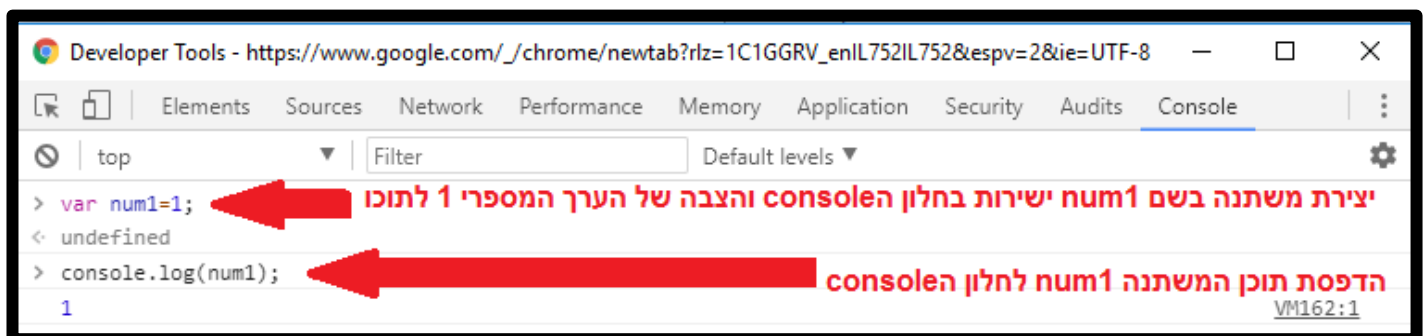 Developer Tools - https://www.google.com/_/chrome/newtab?rlz=1C1GGRV_enIL752IL752&espv=2&ie=UTF-8
Elements Sources Network Performance Memory Application Security Audits Console
top Filter Default levels
> var num1=1; יצירת משתנה בשם num1 ישירות בחלון הconsole והצבה של הערך המספרי 1 לתוכו
undefined
> console.log(num1);
הדפסת תוכן המשתנה num1 לחלון הconsole
1 VM162:1